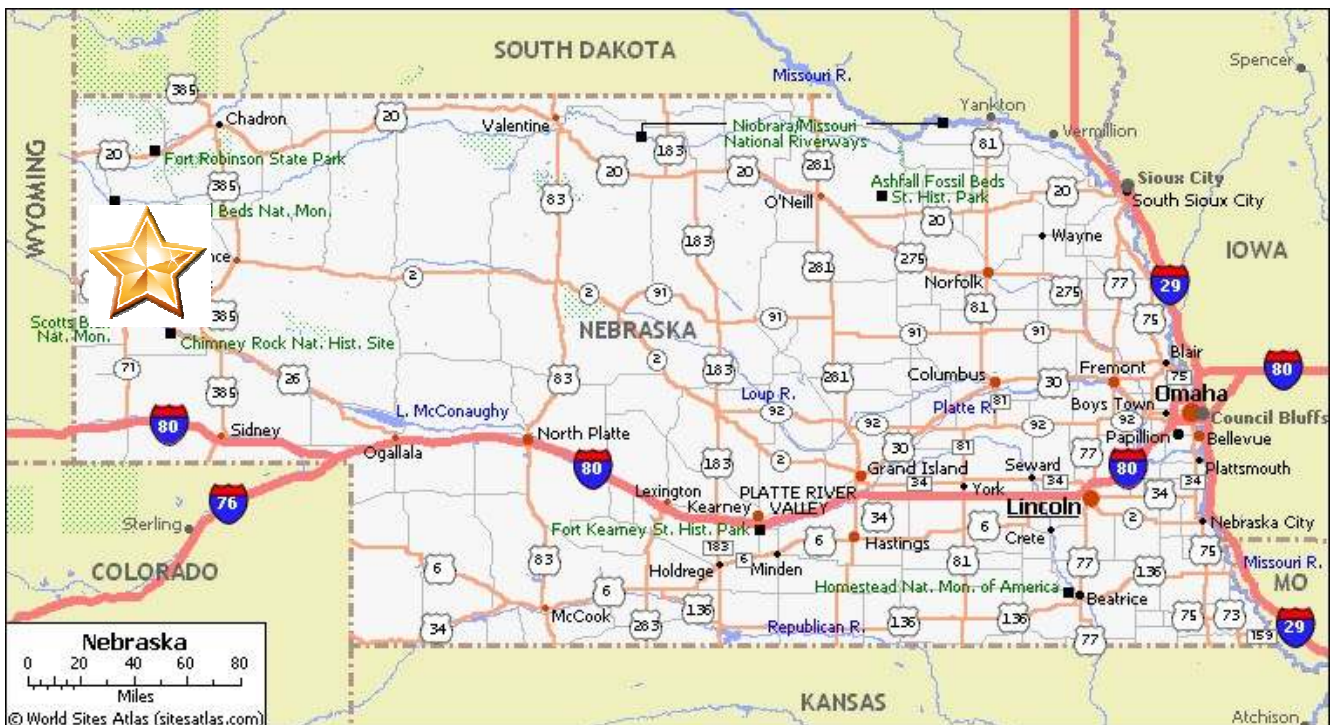 SOUTH DAKOTA
Missouri R.
Spencer
385
Chadron
20
Valentine
Yankton
Vermillion
WYOMING
20
Fort Robinson State Park
183
Niobrara/Missouri
National Riverways
81
281
385
83
20
20
Ashfall Fossil Beds
St. Hist. Park
20
Sioux City
South Sioux City
O'Neill
20
l Beds Nat. Mon.
Wayne
183
IOWA
nce
2
281
275
Norfolk
77
29
2
91
275
385
81
75
91
Scotts B
Nat. Mon.
Chimney Rock Nat. Hist. Site
NEBRASKA
91
91
2
Blair
71
26
183
83
281
Columbus
30
Fremont
75
80
385
Loup R.
81
Platte R.
Boys Town
Omaha
L. McConaughy
92
92
92
92
Council Bluffs
80
Sidney
North Platte
30
81
Papillion
Bellevue
Ogallala
77
80
183
2
Grand Island
Seward
Plattsmouth
80
34
34
34
76
Lexington
PLATTE RIVER
VALLEY
York
Lincoln
34
Kearney
34
2
Nebraska City
Sterling
Fort Kearney St. Hist. Park
6
6
Crete
Hastings
183
6
COLORADO
6
83
Holdrege
Minden
81
77
75
Missouri R.
136
Homestead Nat. Mon. of America
MO
6
Beatrice
McCook
136
34
283
Republican R.
136
136
75
73
29
77
159
Nebraska
0 20 40 60 80
Miles
© World Sites Atlas (sitesatlas.com)
KANSAS
Atchison